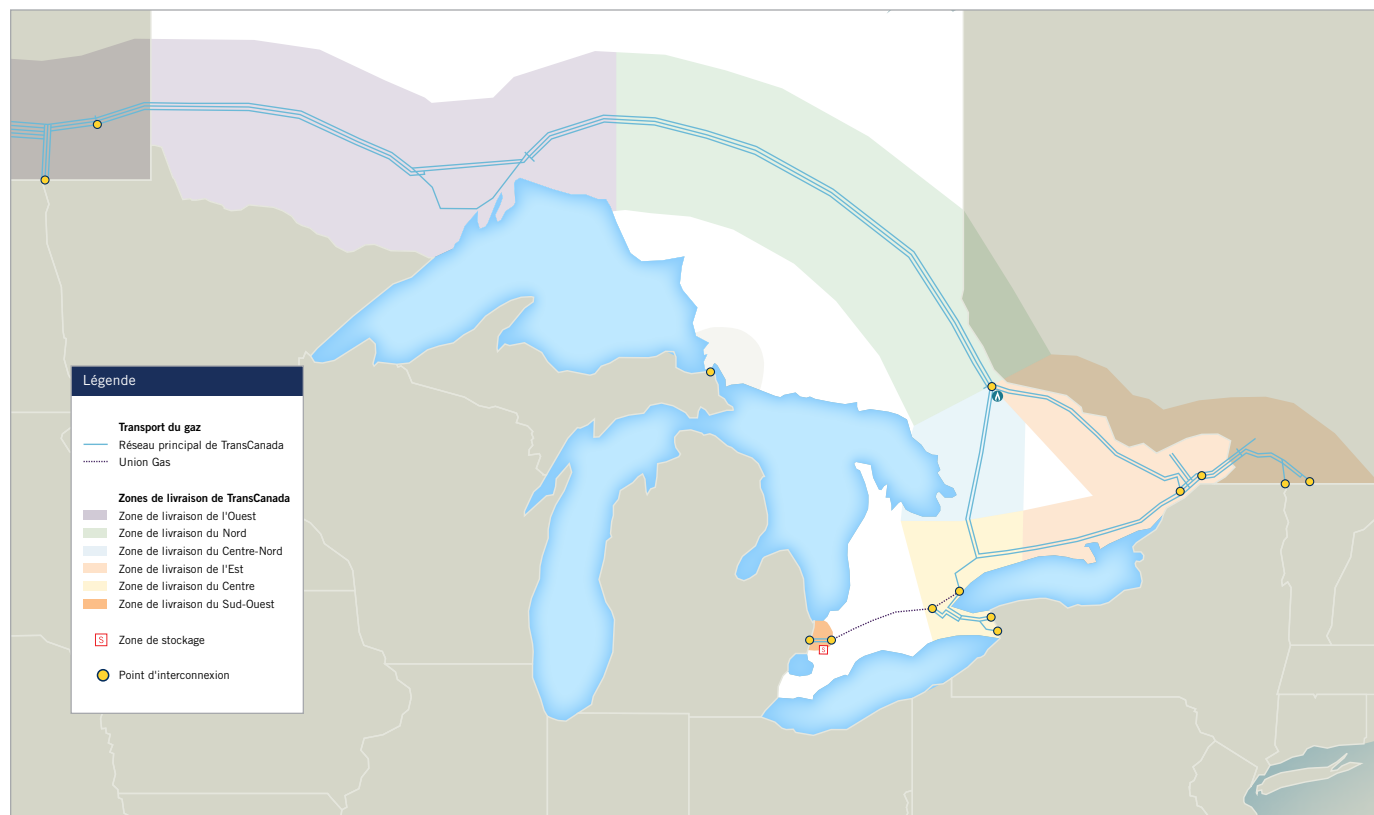 Légende
Transport du gaz
Réseau principal de TransCanada
Union Gas
Zones de livraison de TransCanada
Zone de livraison de l'Ouest
Zone de livraison du Nord
Zone de livraison du Centre-Nord
Zone de livraison de l'Est
Zone de livraison du Centre
Zone de livraison du Sud-Ouest
S Zone de stockage
Point d'interconnexion
S